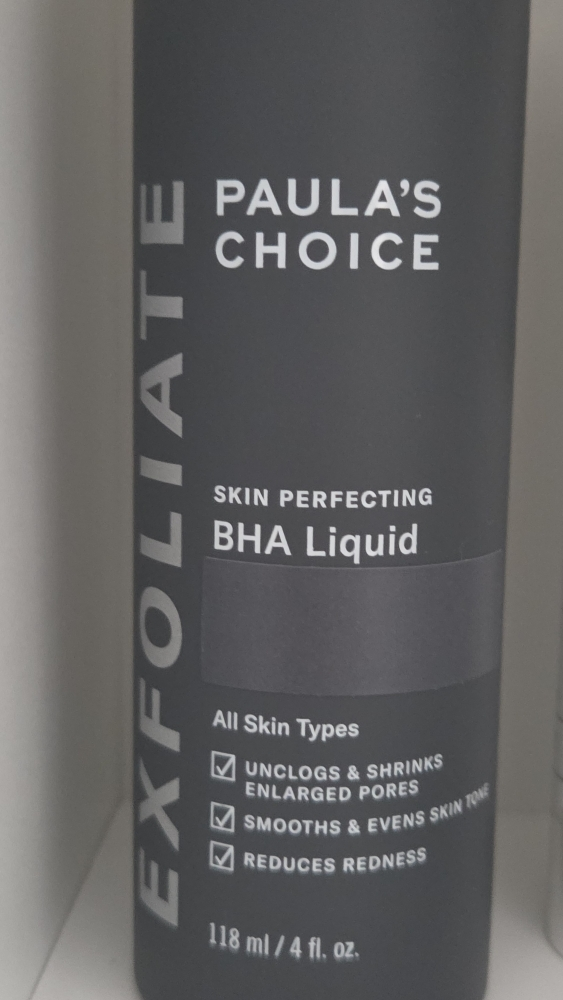 EXFOLIATE
PAULA'S
CHOICE
SKIN PERFECTING
BHA Liquid
All Skin Types
☑ UNCLOGS & SHRINKS
ENLARGED PORES
☑ SMOOTHS & EVENS SKIN TONE
☑ REDUCES REDNESS
118 ml / 4 fl. oz.